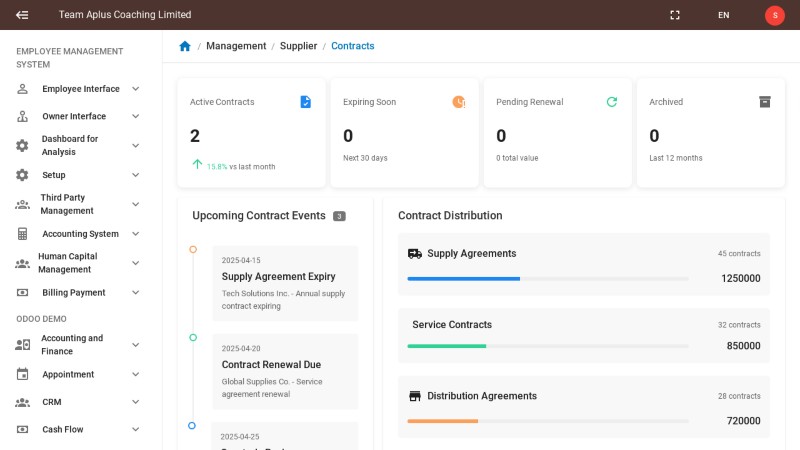 Team Aplus Coaching Limited
EN
S
EMPLOYEE MANAGEMENT
SYSTEM
Employee Interface
Owner Interface
Dashboard for
Analysis
Setup
Third Party
Management
Accounting System
Human Capital
Management
Billing Payment
ODOO DEMO
Accounting and
Finance
Appointment
CRM
Cash Flow
/ Management / Supplier / Contracts
Active Contracts
2
15.8% vs last month
Expiring Soon
0
Next 30 days
Pending Renewal
0
0 total value
Archived
0
Last 12 months
Upcoming Contract Events 3
2025-04-15
Supply Agreement Expiry
Tech Solutions Inc. - Annual supply
contract expiring
2025-04-20
Contract Renewal Due
Global Supplies Co. - Service
agreement renewal
2025-04-25
Contract Distribution
Supply Agreements
45 contracts
1250000
Service Contracts
32 contracts
850000
Distribution Agreements
28 contracts
720000